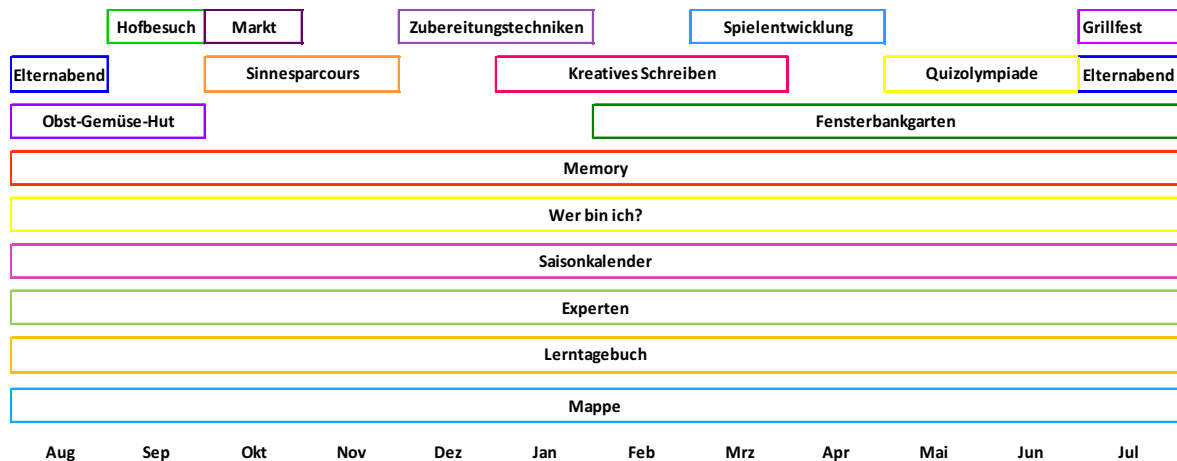 Hofbesuch Markt Zubereitungstechniken Spielentwicklung Grillfest
Elternabend Sinnesparcours Kreatives Schreiben Quizolympiade Elternabend
Obst-Gemüse-Hut Fensterbankgarten
Memory
Wer bin ich?
Saisonkalender
Experten
Lerntagebuch
Mappe
Aug Sep Okt Nov Dez Jan Feb Mrz Apr Mai Jun Jul